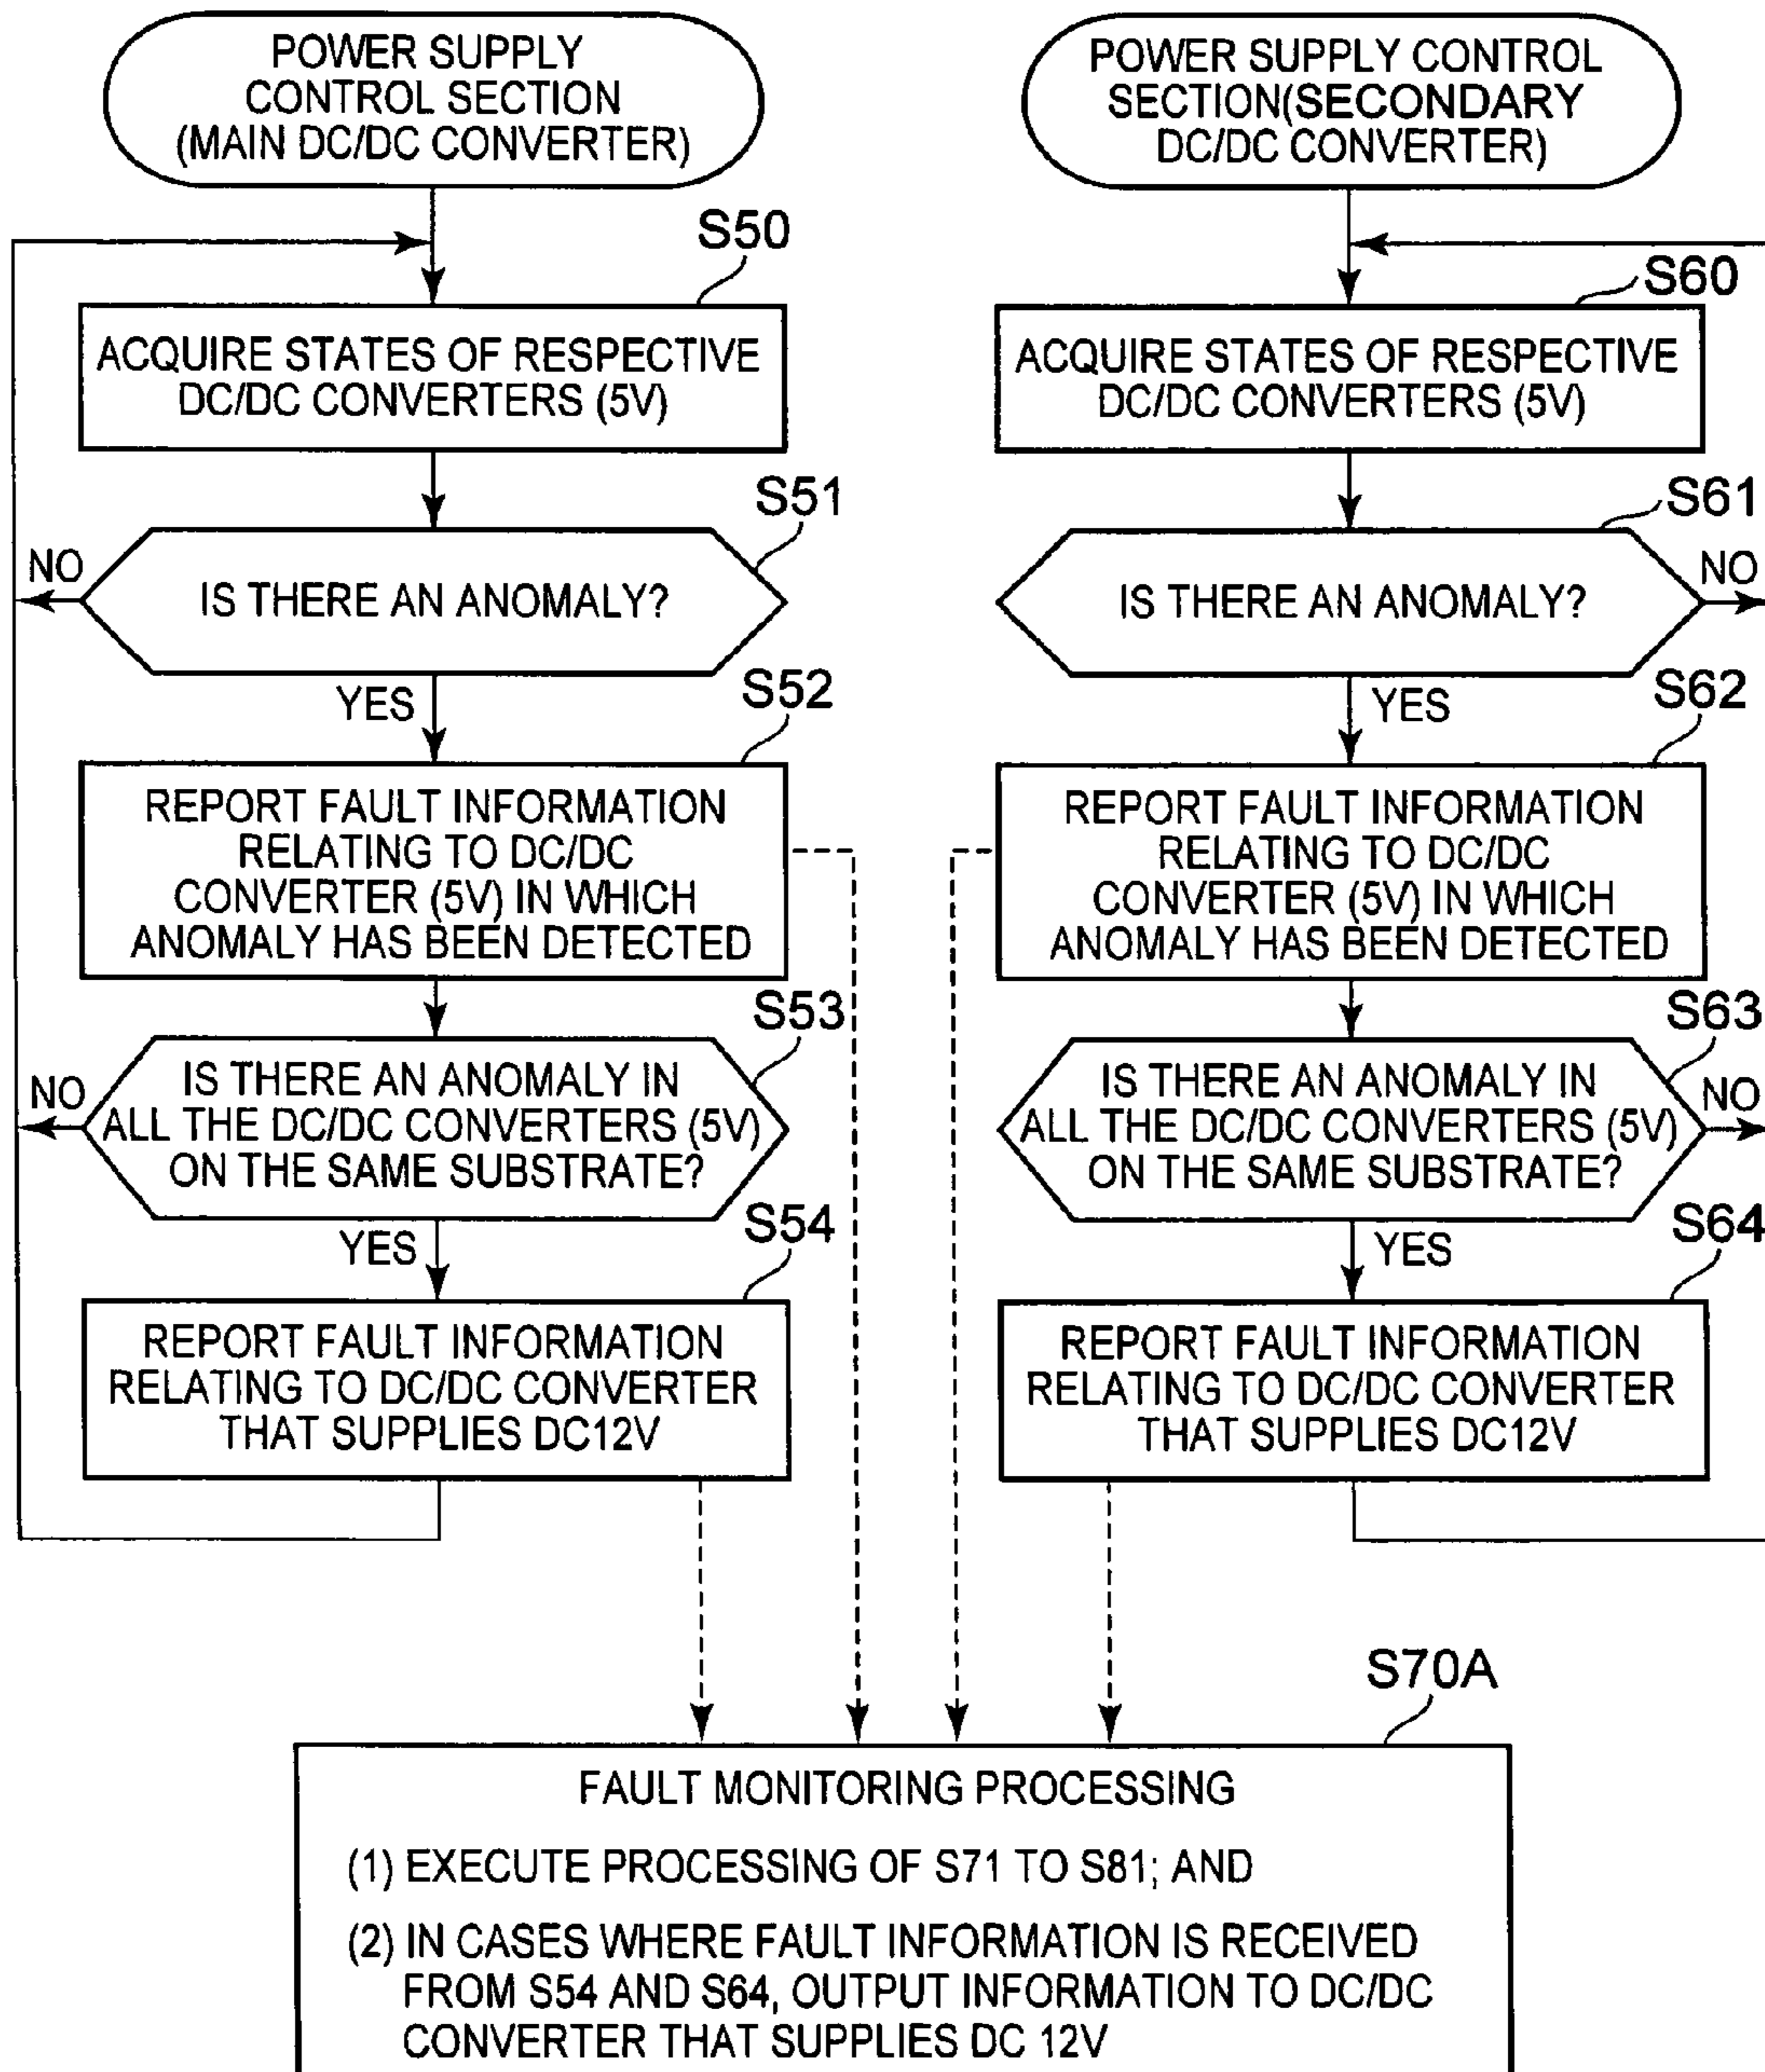 POWER SUPPLY
CONTROL SECTION
(MAIN DC/DC CONVERTER)
S50
ACQUIRE STATES OF RESPECTIVE
DC/DC CONVERTERS (5V)
S51
NO
IS THERE AN ANOMALY?
YES
S52
REPORT FAULT INFORMATION
RELATING TO DC/DC
CONVERTER (5V) IN WHICH
ANOMALY HAS BEEN DETECTED
S53
NO
IS THERE AN ANOMALY IN
ALL THE DC/DC CONVERTERS (5V)
ON THE SAME SUBSTRATE?
YES
S54
REPORT FAULT INFORMATION
RELATING TO DC/DC CONVERTER
THAT SUPPLIES DC12V
POWER SUPPLY CONTROL
SECTION(SECONDARY
DC/DC CONVERTER)
S60
ACQUIRE STATES OF RESPECTIVE
DC/DC CONVERTERS (5V)
S61
NO
IS THERE AN ANOMALY?
YES
S62
REPORT FAULT INFORMATION
RELATING TO DC/DC
CONVERTER (5V) IN WHICH
ANOMALY HAS BEEN DETECTED
S63
IS THERE AN ANOMALY IN
ALL THE DC/DC CONVERTERS (5V)
ON THE SAME SUBSTRATE?
NO
YES
S64
REPORT FAULT INFORMATION
RELATING TO DC/DC CONVERTER
THAT SUPPLIES DC12V
S70A
FAULT MONITORING PROCESSING
(1) EXECUTE PROCESSING OF S71 TO S81; AND
(2) IN CASES WHERE FAULT INFORMATION IS RECEIVED
FROM S54 AND S64, OUTPUT INFORMATION TO DC/DC
CONVERTER THAT SUPPLIES DC 12V